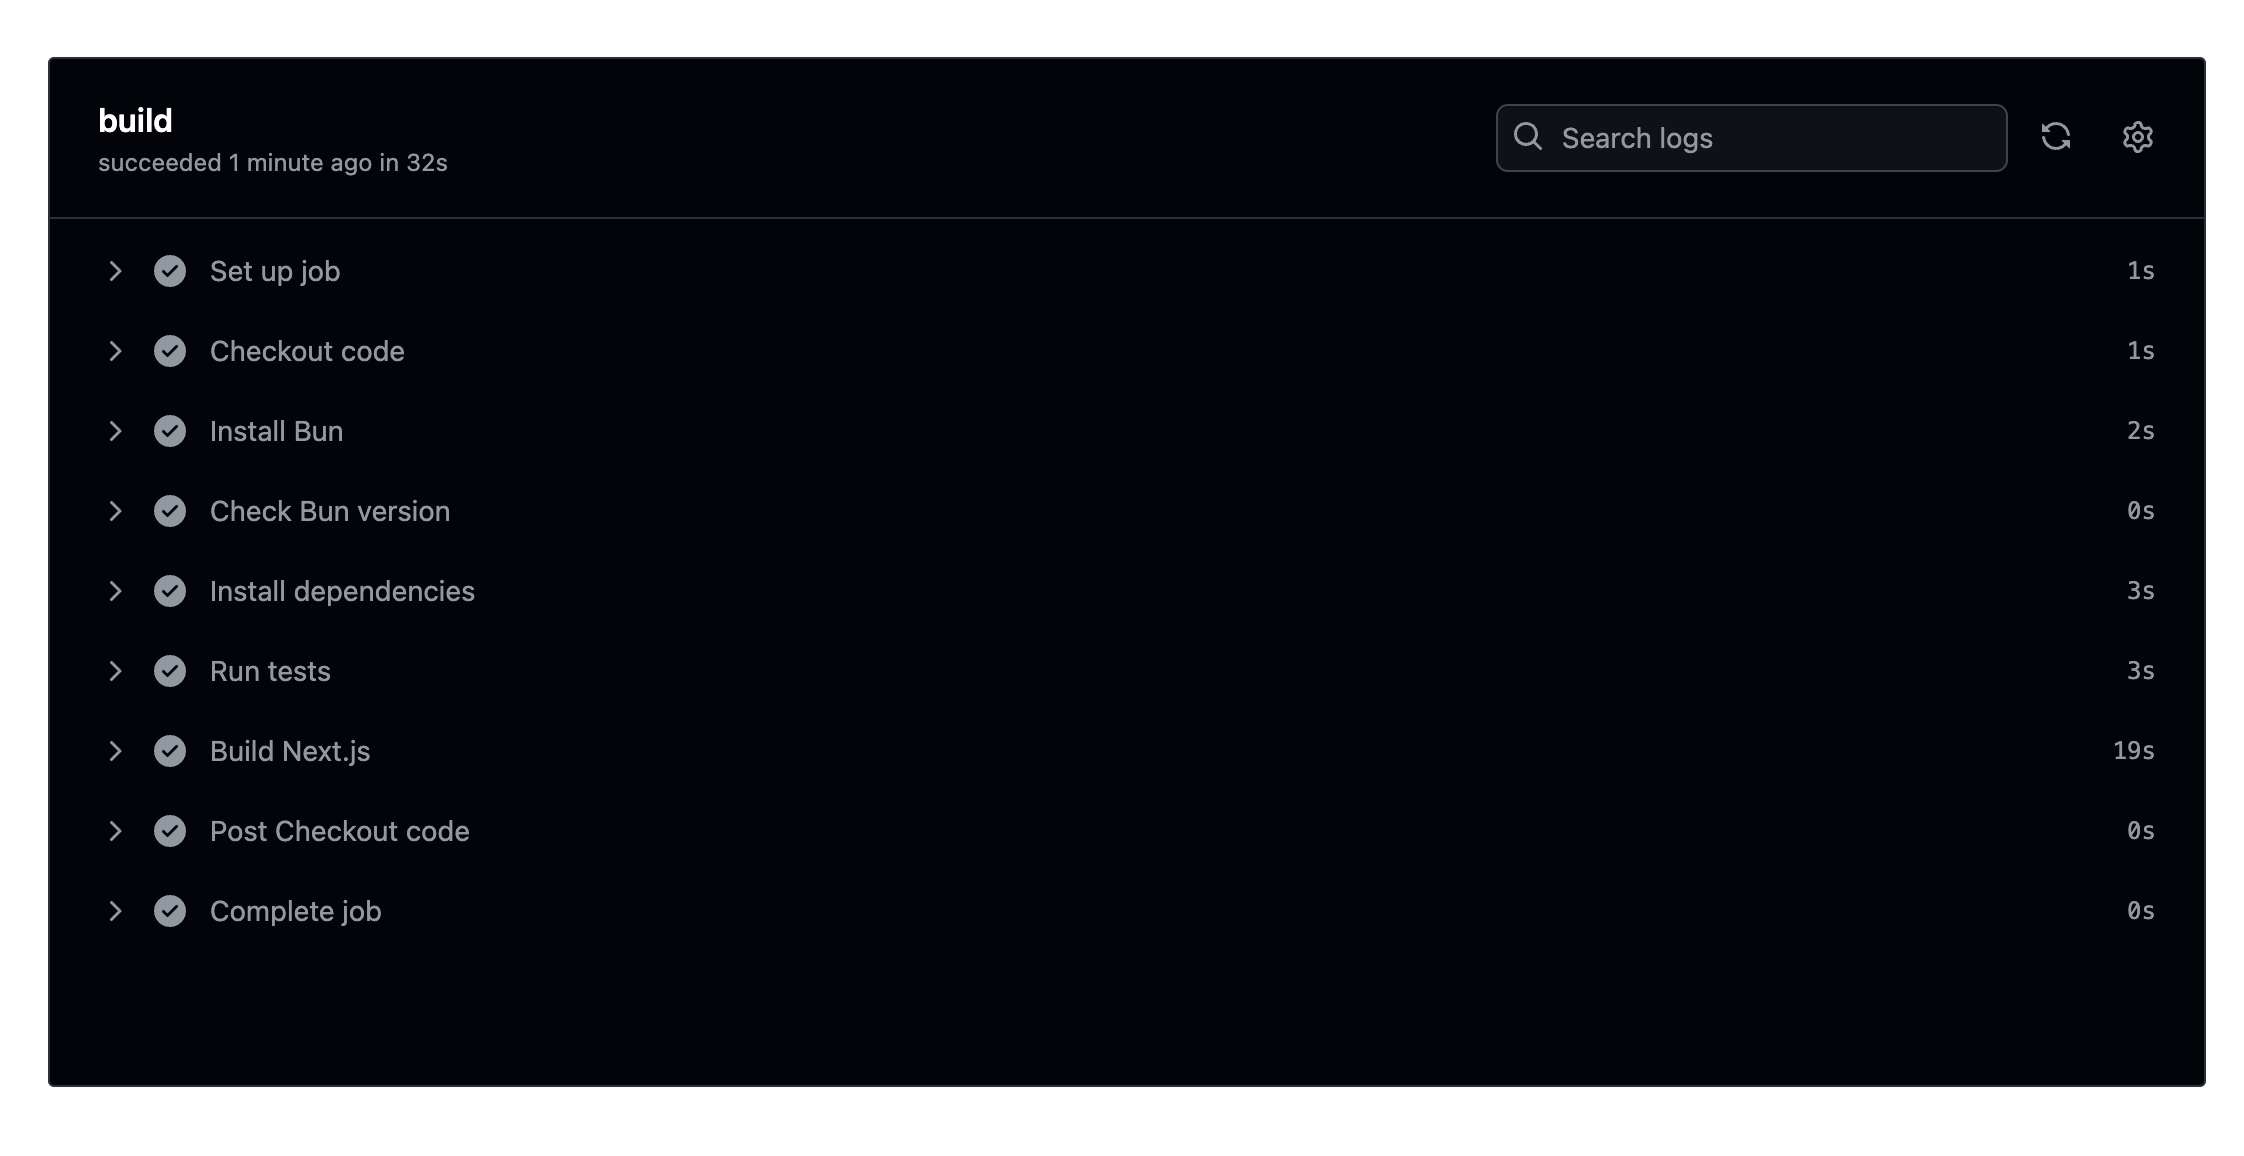 build
succeeded 1 minute ago in 32s
Search logs
Set up job 1s
Checkout code 1s
Install Bun 2s
Check Bun version 0s
Install dependencies 3s
Run tests 3s
Build Next.js 19s
Post Checkout code 0s
Complete job 0s